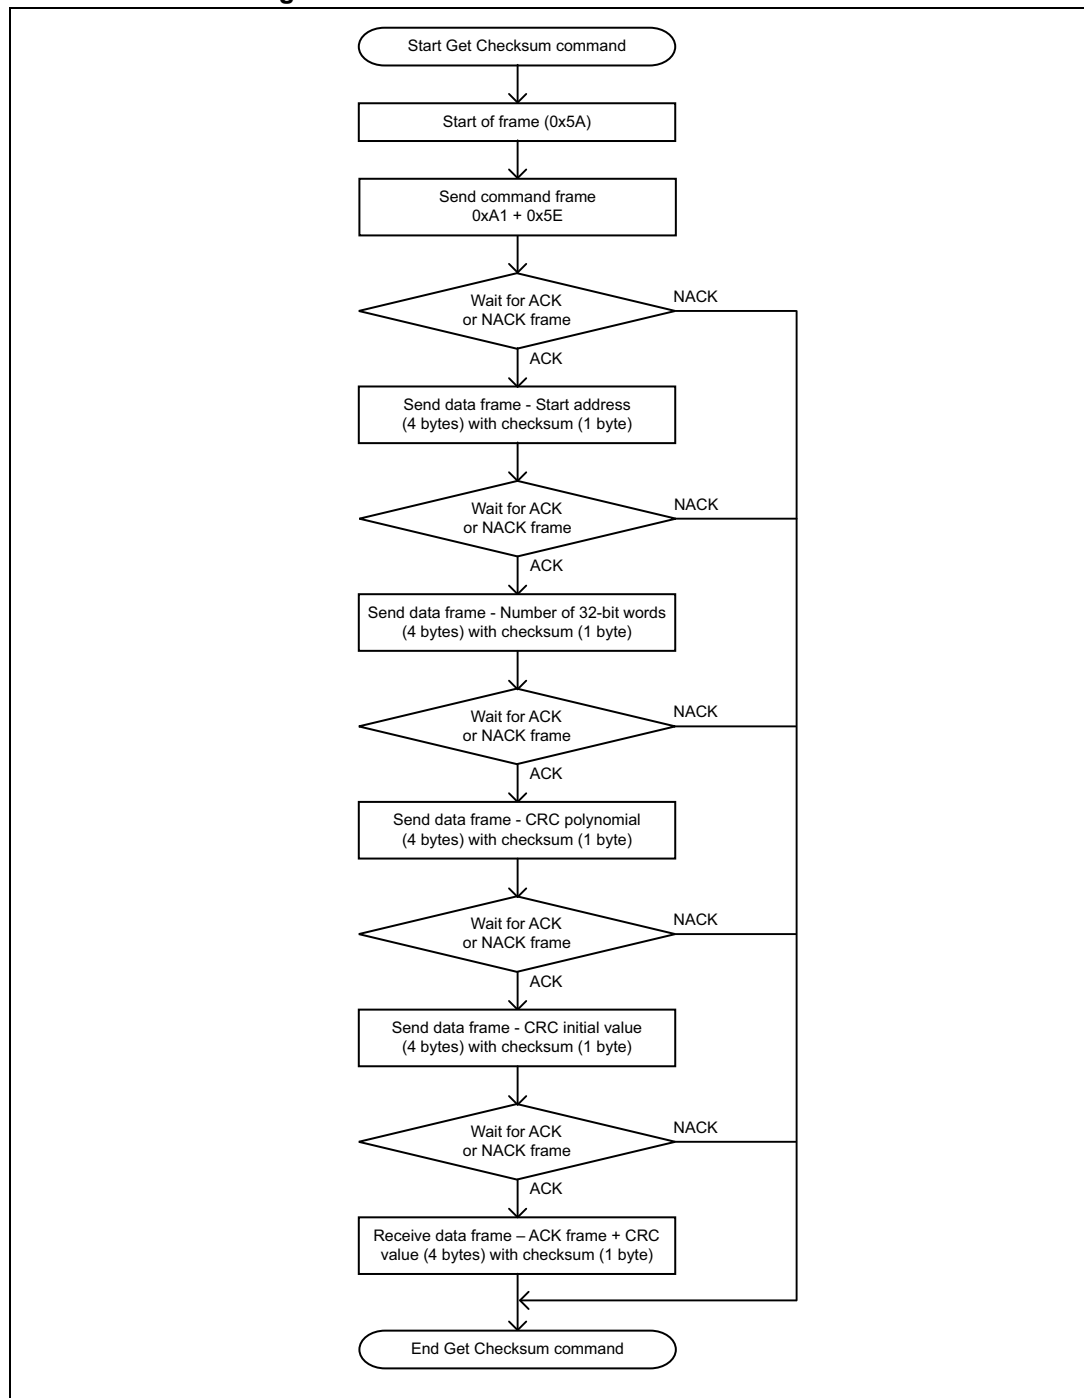 Start Get Checksum command
Start of frame (0x5A)
Send command frame
0xA1 + 0x5E
Wait for ACK
or NACK frame
NACK
ACK
Send data frame - Start address
(4 bytes) with checksum (1 byte)
Wait for ACK
or NACK frame
NACK
ACK
Send data frame - Number of 32-bit words
(4 bytes) with checksum (1 byte)
Wait for ACK
or NACK frame
NACK
ACK
Send data frame - CRC polynomial
(4 bytes) with checksum (1 byte)
Wait for ACK
or NACK frame
NACK
ACK
Send data frame - CRC initial value
(4 bytes) with checksum (1 byte)
Wait for ACK
or NACK frame
NACK
ACK
Receive data frame – ACK frame + CRC
value (4 bytes) with checksum (1 byte)
End Get Checksum command